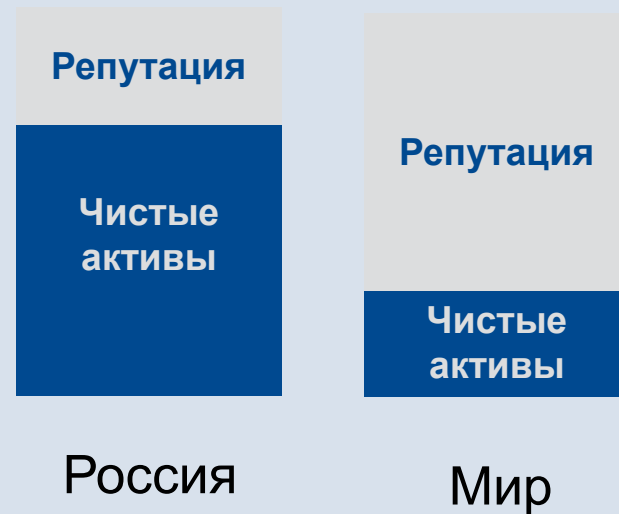 Репутация
Чистые
активы
Россия
Репутация
Чистые
активы
Мир